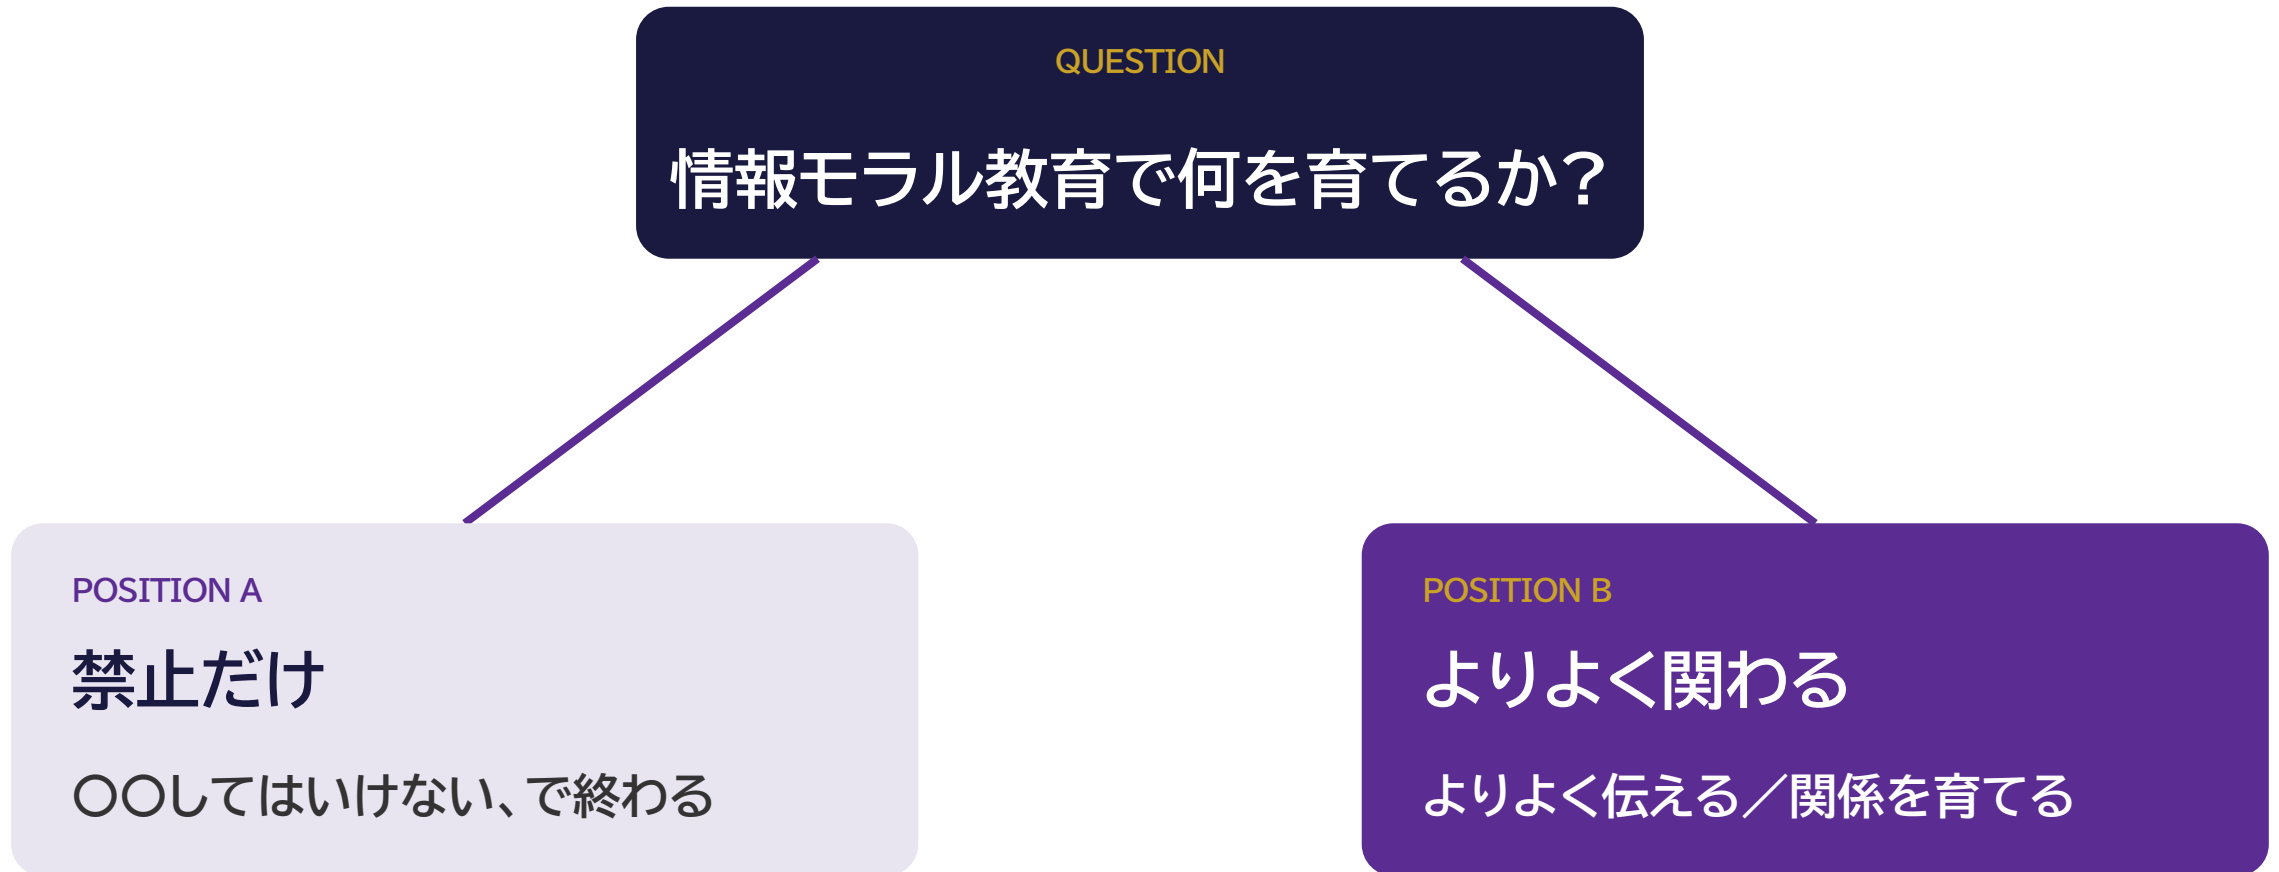 QUESTION
情報モラル教育で何を育てるか？
POSITION A
禁止だけ
〇〇してはいけない、で終わる
POSITION B
よりよく関わる
よりよく伝える／関係を育てる